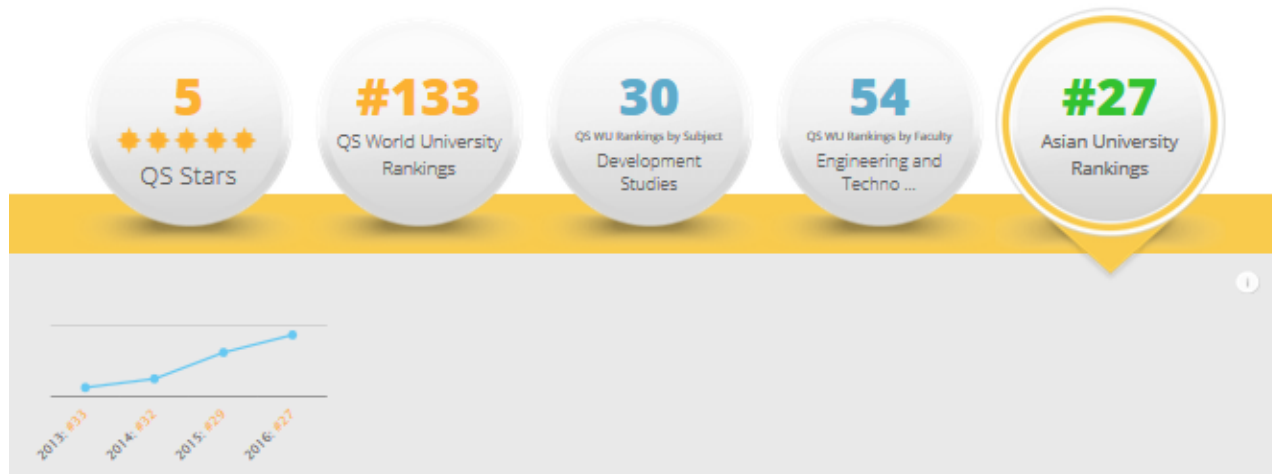 5
QS Stars
#133
QS World University
Rankings
30
QS WU Rankings by Subject
Development
Studies
54
QS WU Rankings by Faculty
Engineering and
Techno ...
#27
Asian University
Rankings
i
2013: #33
2014: #32
2015: #29
2016: #27